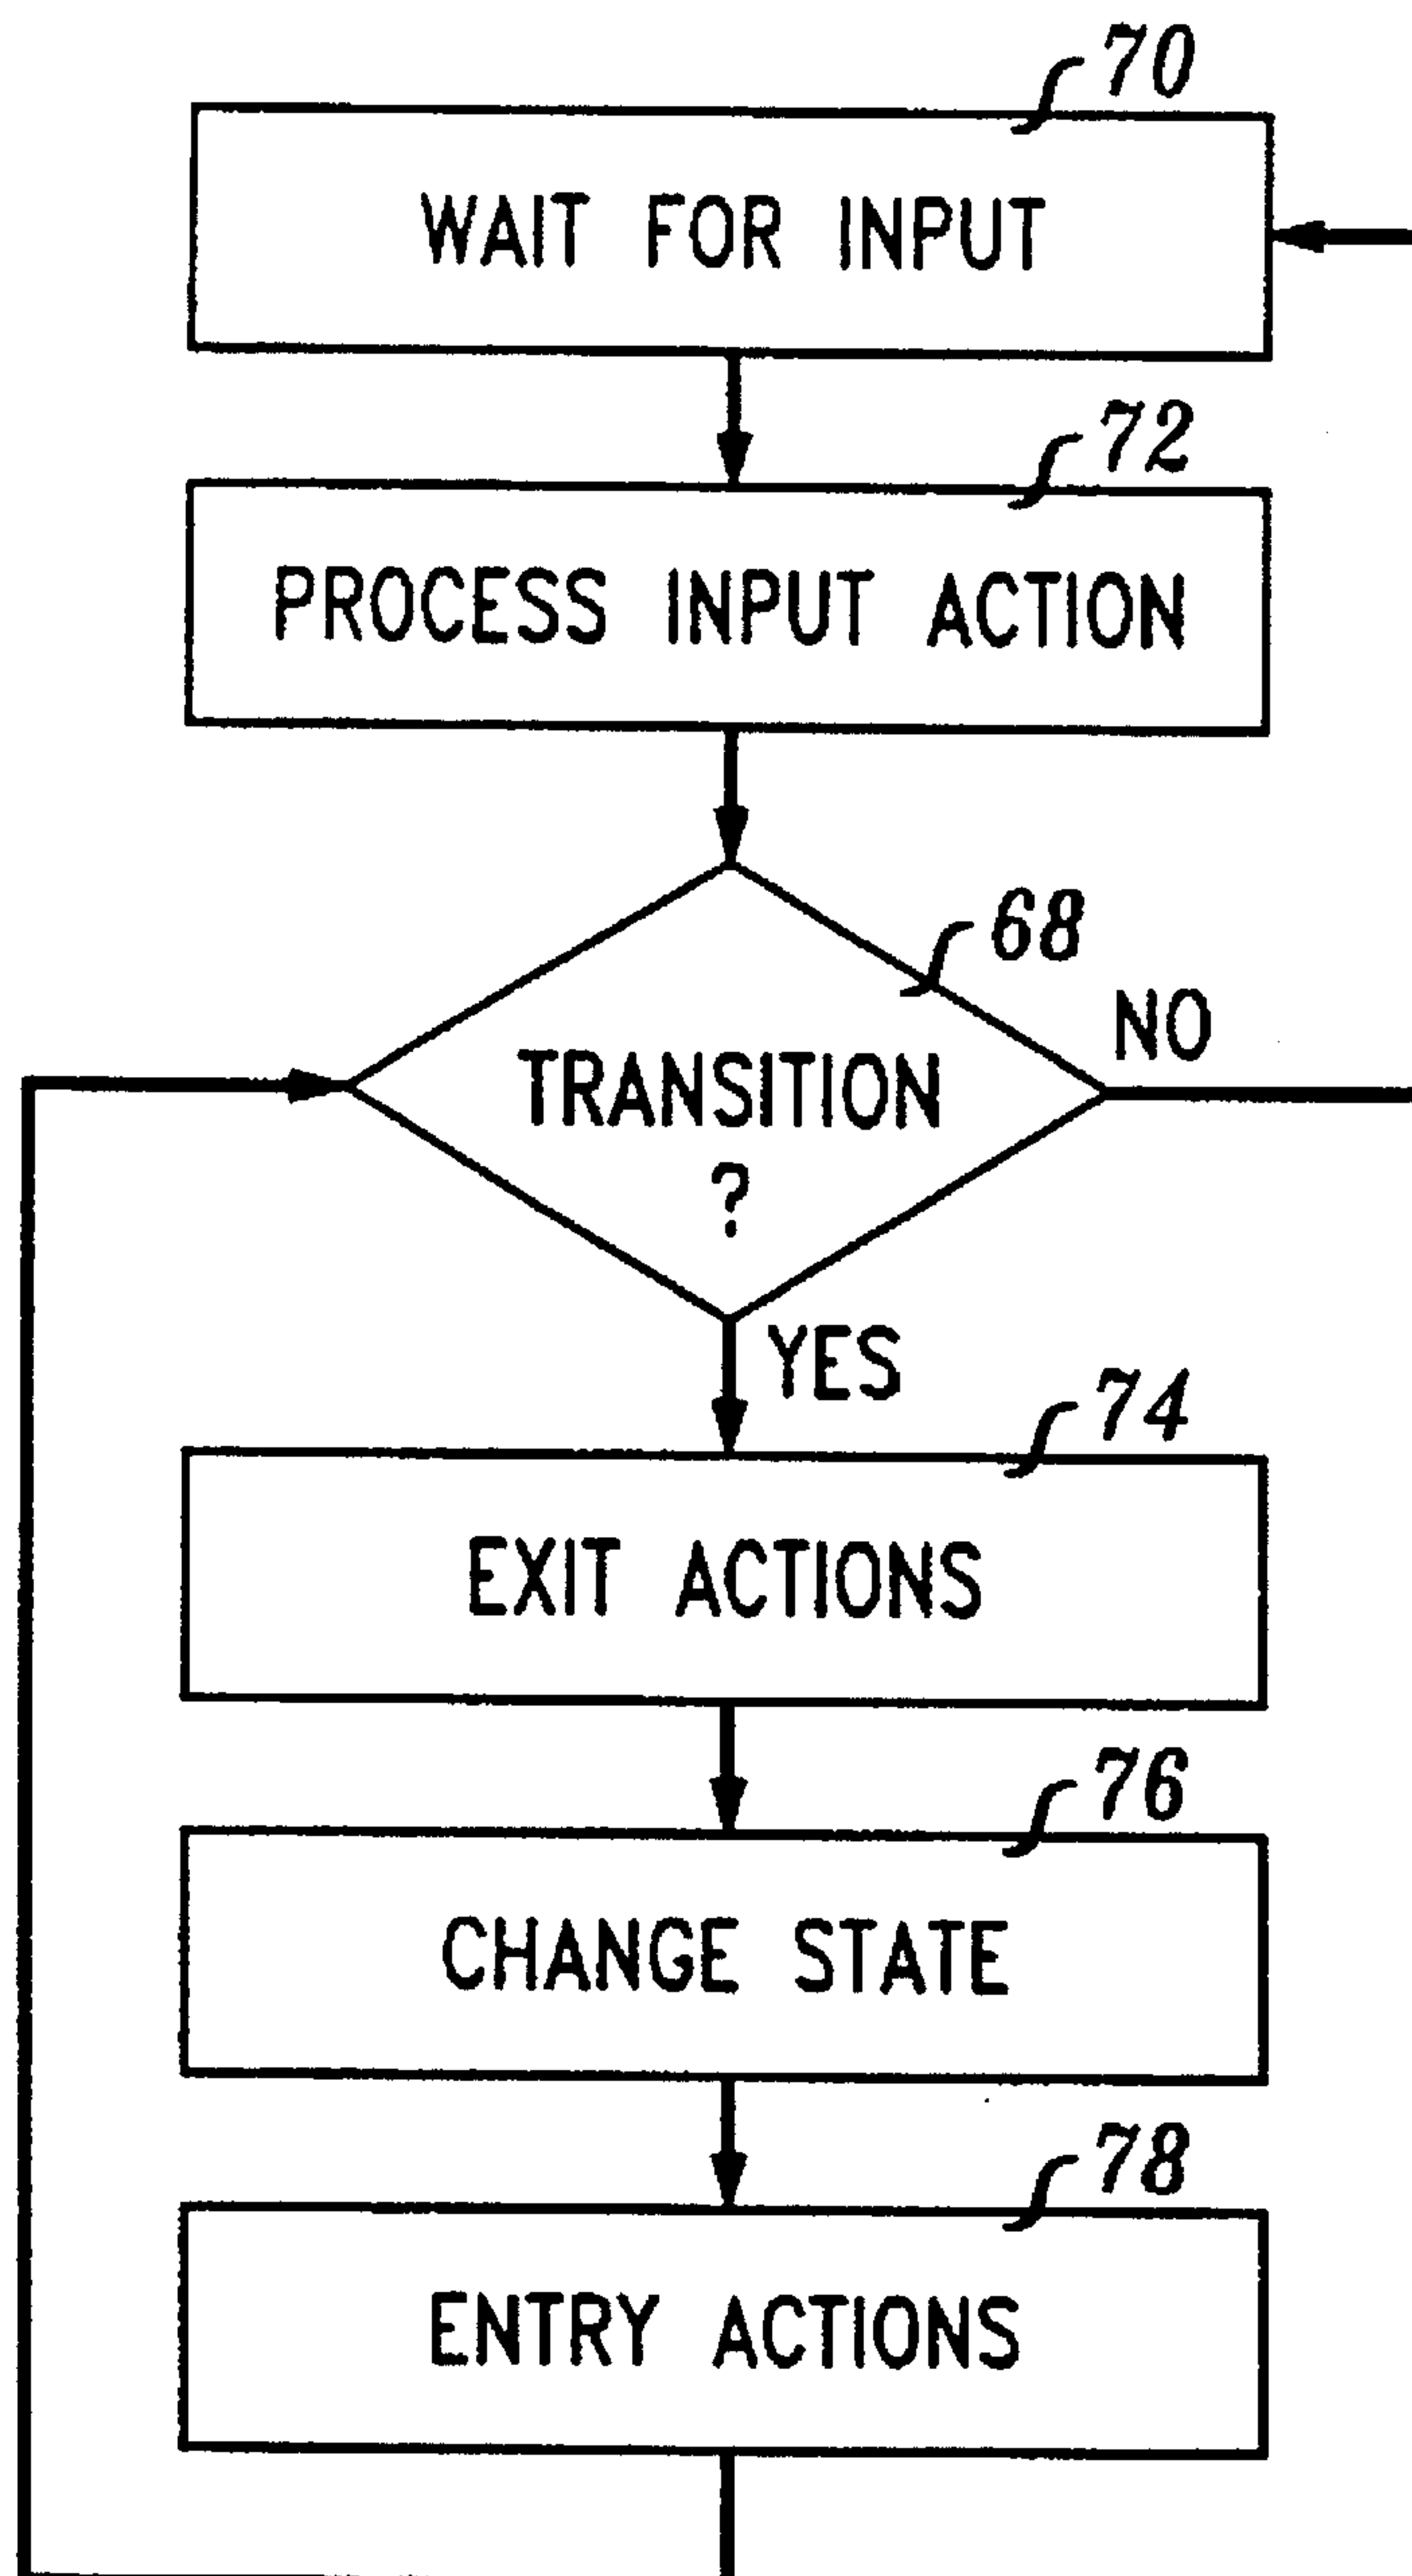 70
WAIT FOR INPUT
72
PROCESS INPUT ACTION
68
NO
TRANSITION
?
YES
74
EXIT ACTIONS
76
CHANGE STATE
78
ENTRY ACTIONS